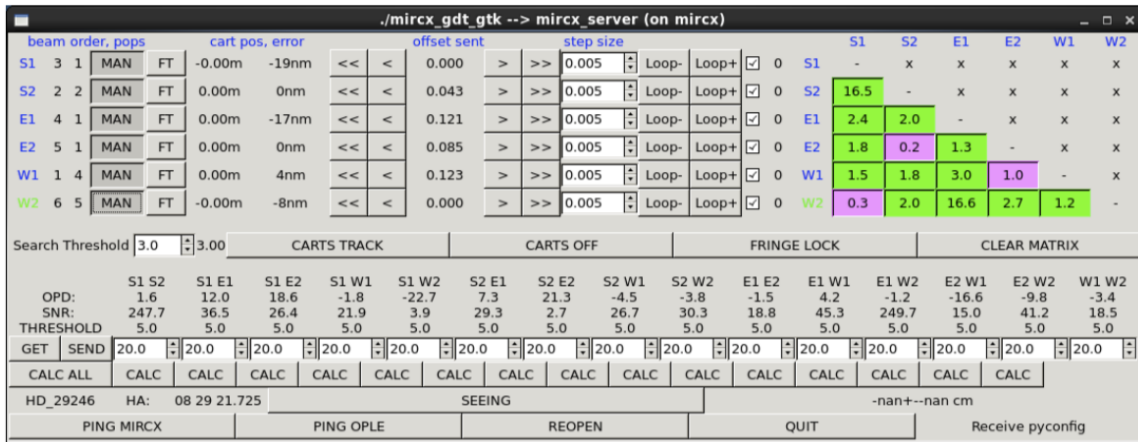 ./mircx_gdt_gtk --> mircx_server (on mircx)
beam order, pops cart pos, error offset sent step size S1 S2 E1 E2 W1 W2
S1 3 1 MAN FT -0.00m -19nm << < 0.000 > >> 0.005 Loop- Loop+ 0 S1 - x x x x x
S2 2 2 MAN FT 0.00m 0nm << < 0.043 > >> 0.005 Loop- Loop+ 0 S2 16.5 - x x x x
E1 4 1 MAN FT 0.00m -17nm << < 0.121 > >> 0.005 Loop- Loop+ 0 E1 2.4 2.0 - x x x
E2 5 1 MAN FT 0.00m 0nm << < 0.085 > >> 0.005 Loop- Loop+ 0 E2 1.8 0.2 1.3 - x x
W1 1 4 MAN FT -0.00m 4nm << < 0.123 > >> 0.005 Loop- Loop+ 0 W1 1.5 1.8 3.0 1.0 - x
W2 6 5 MAN FT -0.00m -8nm << < 0.000 > >> 0.005 Loop- Loop+ 0 W2 0.3 2.0 16.6 2.7 1.2 -
Search Threshold 3.0 3.00 CARTS TRACK CARTS OFF FRINGE LOCK CLEAR MATRIX
S1 S2 S1 E1 S1 E2 S1 W1 S1 W2 S2 E1 S2 E2 S2 W1 S2 W2 E1 E2 E1 W1 E1 W2 E2 W1 E2 W2 W1 W2
OPD: 1.6 12.0 18.6 -1.8 -22.7 7.3 21.3 -4.5 -3.8 -1.5 4.2 -1.2 -16.6 -9.8 -3.4
SNR: 247.7 36.5 26.4 21.9 3.9 29.3 2.7 26.7 30.3 18.8 45.3 249.7 15.0 41.2 18.5
THRESHOLD 5.0 5.0 5.0 5.0 5.0 5.0 5.0 5.0 5.0 5.0 5.0 5.0 5.0 5.0 5.0
GET SEND 20.0 20.0 20.0 20.0 20.0 20.0 20.0 20.0 20.0 20.0 20.0 20.0 20.0 20.0 20.0
CALC ALL CALC CALC CALC CALC CALC CALC CALC CALC CALC CALC CALC CALC CALC CALC
HD_29246 HA: 08 29 21.725 SEEING -nan+--nan cm
PING MIRCX PING OPLE REOPEN QUIT Receive pyconfig